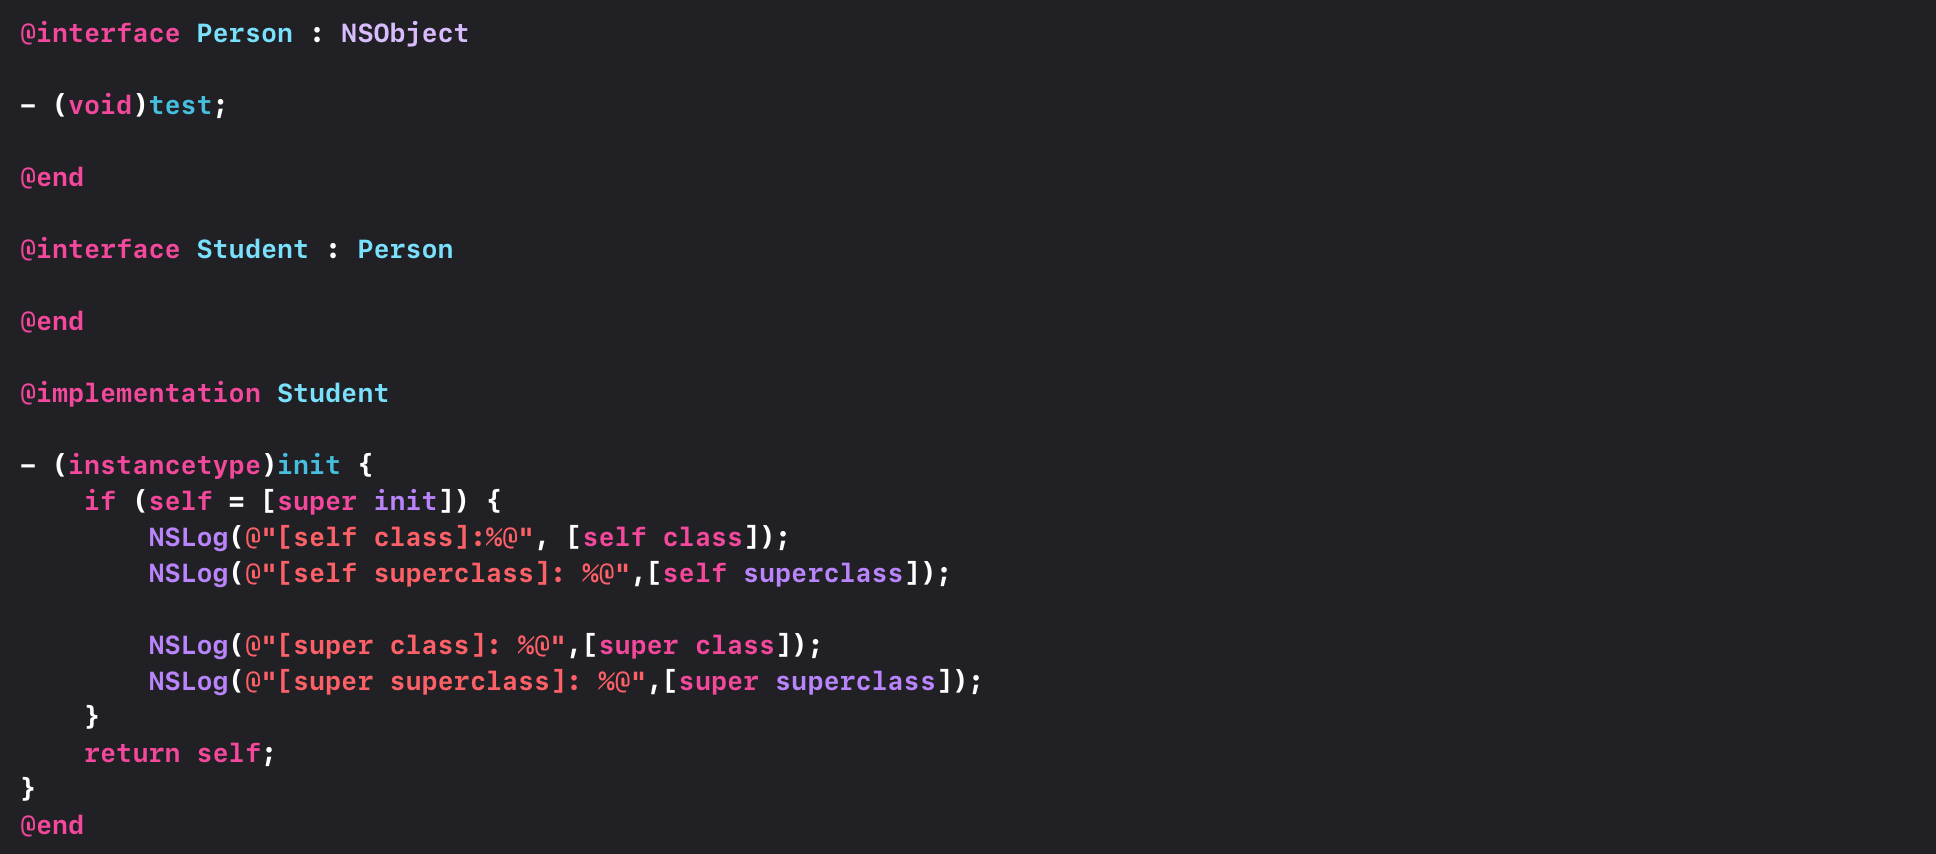 @interface Person : NSObject
- (void)test;
@end
@interface Student : Person
@end
@implementation Student
- (instancetype)init {
    if (self = [super init]) {
        NSLog(@"[self class]:%@", [self class]);
        NSLog(@"[self superclass]: %@",[self superclass]);
        NSLog(@"[super class]: %@",[super class]);
        NSLog(@"[super superclass]: %@",[super superclass]);
    }
    return self;
}
@end